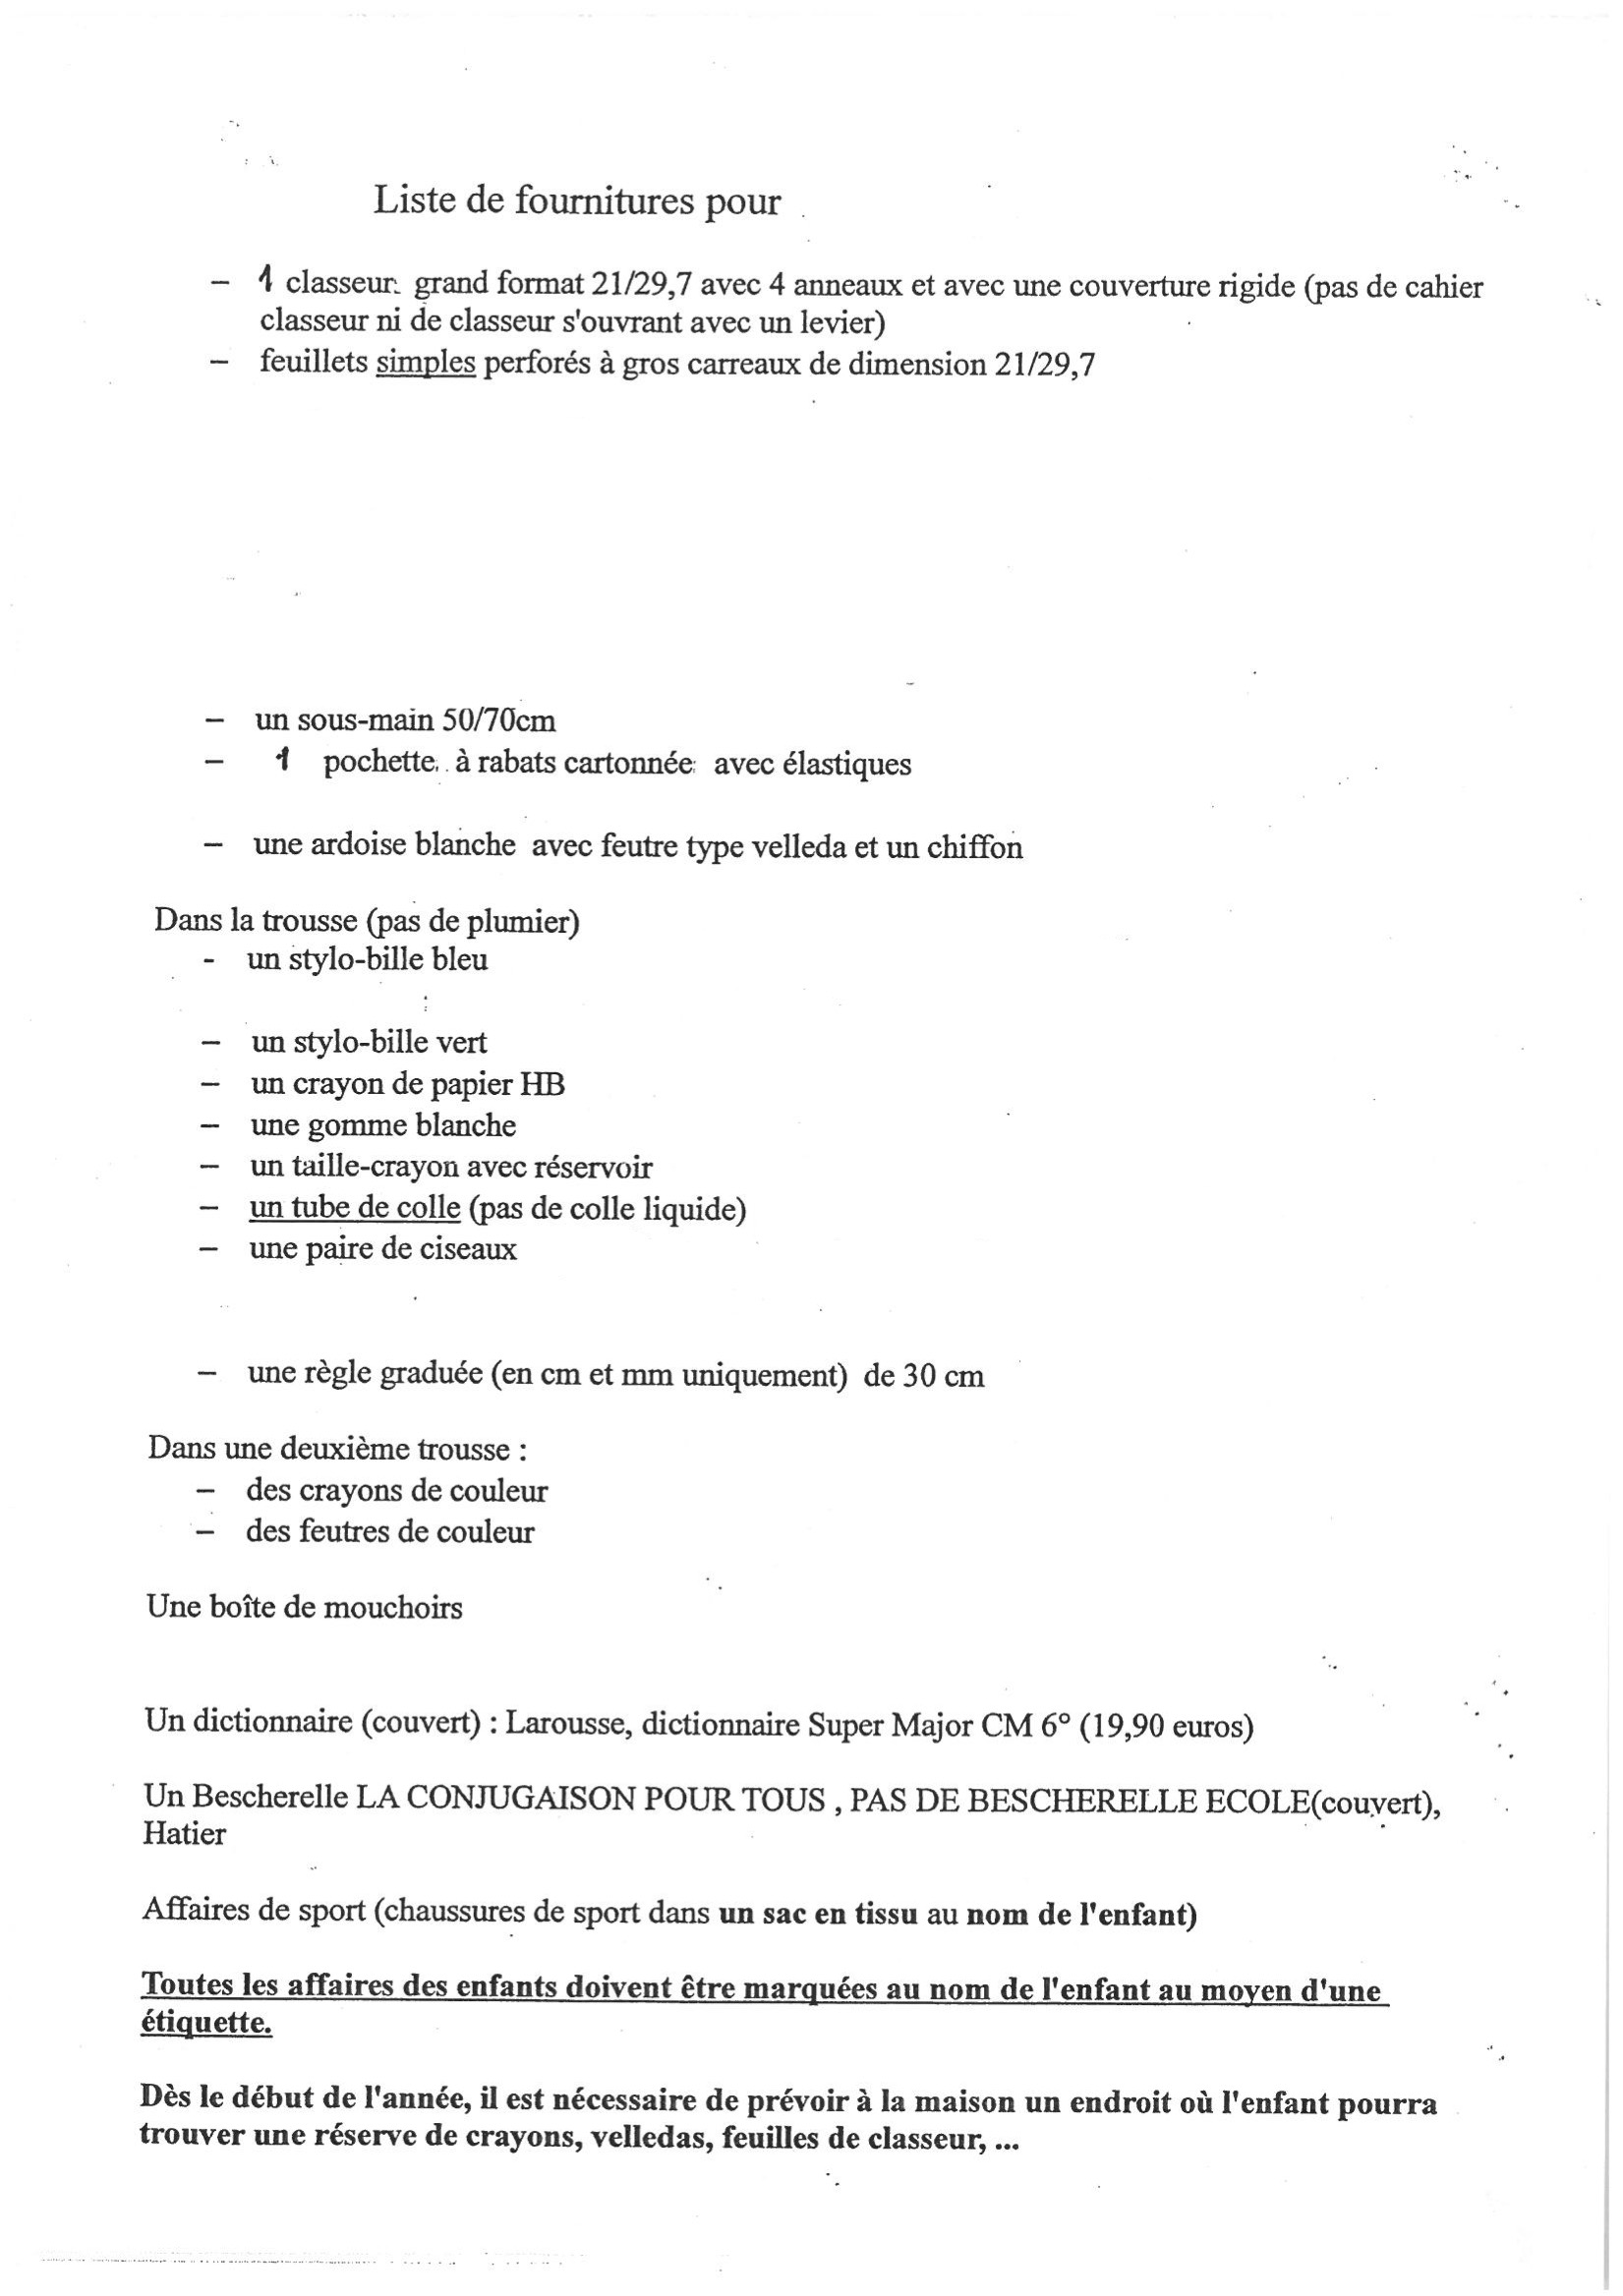 Liste de fournitures pour
– 1 classeur grand format 21/29,7 avec 4 anneaux et avec une couverture rigide (pas de cahier
classeur ni de classeur s'ouvrant avec un levier)
– feuillets simples perforés à gros carreaux de dimension 21/29,7
– un sous-main 50/70cm
– 1 pochette à rabats cartonnée avec élastiques
– une ardoise blanche avec feutre type velleda et un chiffon
Dans la trousse (pas de plumier)
- un stylo-bille bleu
– un stylo-bille vert
– un crayon de papier HB
– une gomme blanche
– un taille-crayon avec réservoir
– un tube de colle (pas de colle liquide)
– une paire de ciseaux
– une règle graduée (en cm et mm uniquement) de 30 cm
Dans une deuxième trousse :
– des crayons de couleur
– des feutres de couleur
Une boîte de mouchoirs
Un dictionnaire (couvert) : Larousse, dictionnaire Super Major CM 6° (19,90 euros)
Un Bescherelle LA CONJUGAISON POUR TOUS , PAS DE BESCHERELLE ECOLE(couvert),
Hatier
Affaires de sport (chaussures de sport dans un sac en tissu au nom de l'enfant)
Toutes les affaires des enfants doivent être marquées au nom de l'enfant au moyen d'une
étiquette.
Dès le début de l'année, il est nécessaire de prévoir à la maison un endroit où l'enfant pourra
trouver une réserve de crayons, velledas, feuilles de classeur, ...